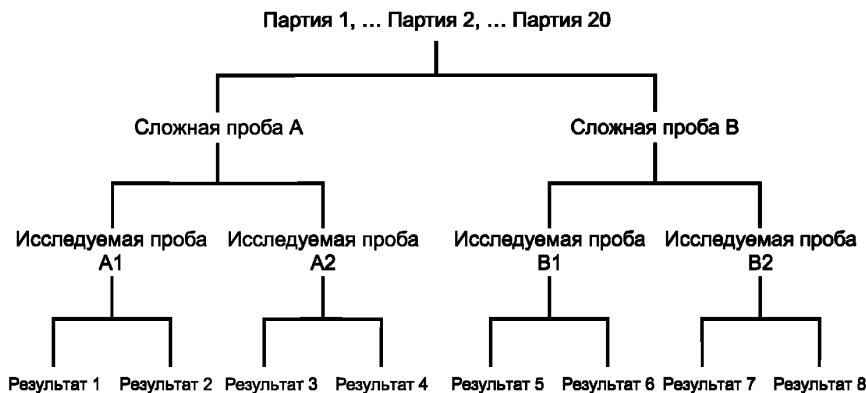 Партия 1, ... Партия 2, ... Партия 20
Сложная проба А
Сложная проба В
Исследуемая проба
А1
Исследуемая проба
А2
Исследуемая проба
В1
Исследуемая проба
В2
Результат 1
Результат 2
Результат 3
Результат 4
Результат 5
Результат 6
Результат 7
Результат 8